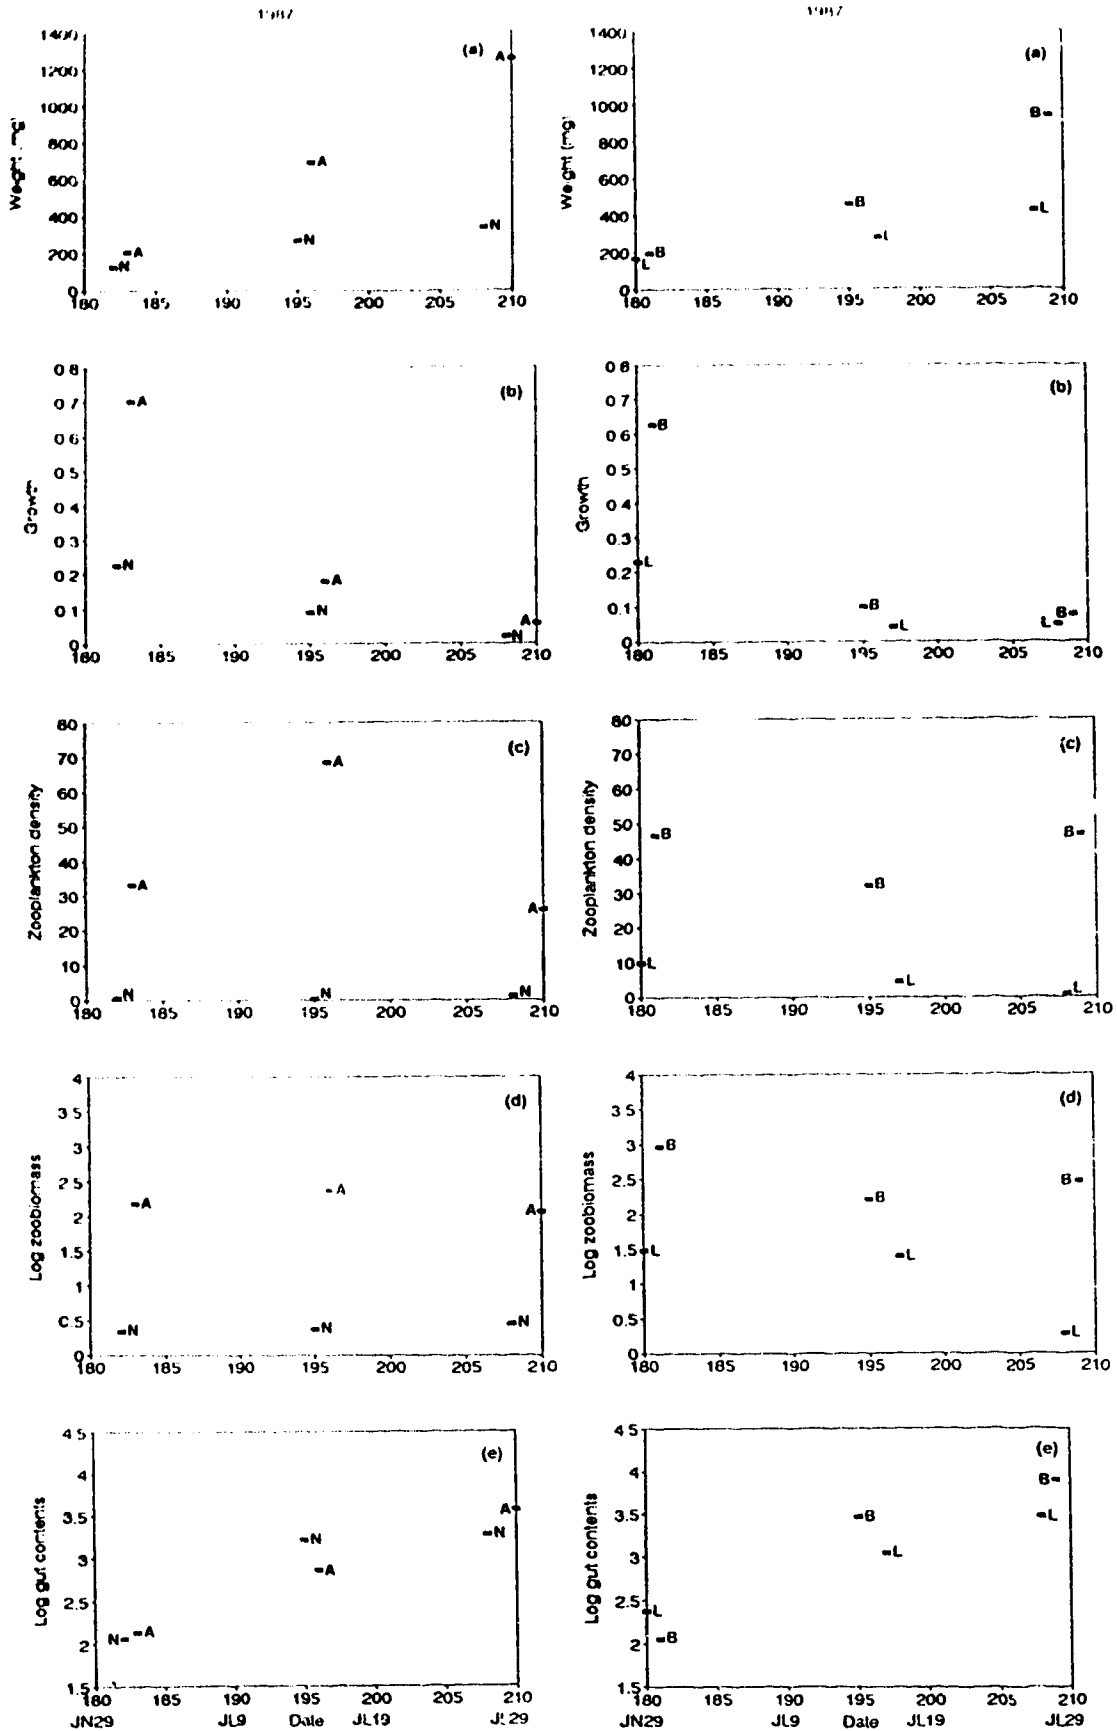 1987 1987
(a)
Weight (mg)
1400
1200
1000
800
600
400
200
0
A
A
A
N
N
N
180 185 190 195 200 205 210
(a)
Weight (mg)
1400
1200
1000
800
600
400
200
0
B
B
B
L
L
L
180 185 190 195 200 205 210
(b)
Growth
0 8
0 7
0 6
0 5
0 4
0 3
0 2
0 1
0
A
A
A
N
N
N
180 185 190 195 200 205 210
(b)
Growth
0 8
0 7
0 6
0.5
0.4
0.3
0.2
0.1
0
B
B
B
L
L
L
180 185 190 195 200 205 210
(c)
Zooplankton density
80
70
60
50
40
30
20
10
0
A
A
A
N
N
N
180 185 190 195 200 205 210
(c)
Zooplankton density
80
70
60
50
40
30
20
10
0
B
B
B
L
L
L
180 185 190 195 200 205 210
(d)
Log zoobiomass
4
3 5
3
2 5
2
1.5
1
0.5
0
A
A
A
N
N
N
180 185 190 195 200 205 210
(d)
Log zoobiomass
4
3.5
3
2.5
2
1.5
1
0.5
0
B
B
B
L
L
L
180 185 190 195 200 205 210
(e)
Log gut contents
4 5
4
3.5
3
2.5
2
1.5
N
A
N
A
N
A
180 185 190 195 200 205 210
JN29 JL9 Date JL19 JL29
(e)
Log gut contents
4.5
4
3.5
3
2.5
2
1.5
L
B
B
L
B
L
180 185 190 195 200 205 210
JN29 JL9 Date JL19 JL29